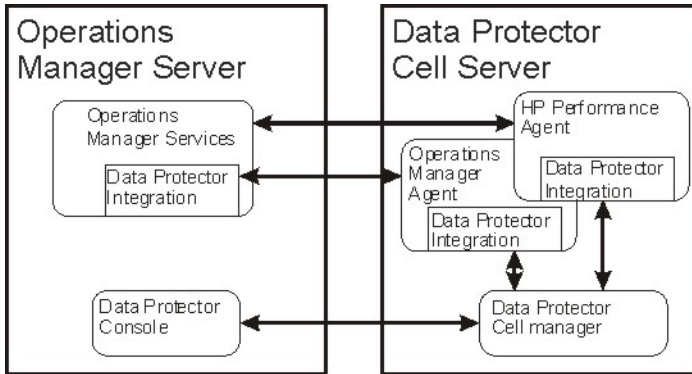 Operations
Manager Server
Operations
Manager Services
Data Protector
Integration
Data Protector
Console
Data Protector
Cell Server
HP Performance
Agent
Data Protector
Integration
Operations
Manager
Agent
Data Protector
Integration
Data Protector
Cell manager